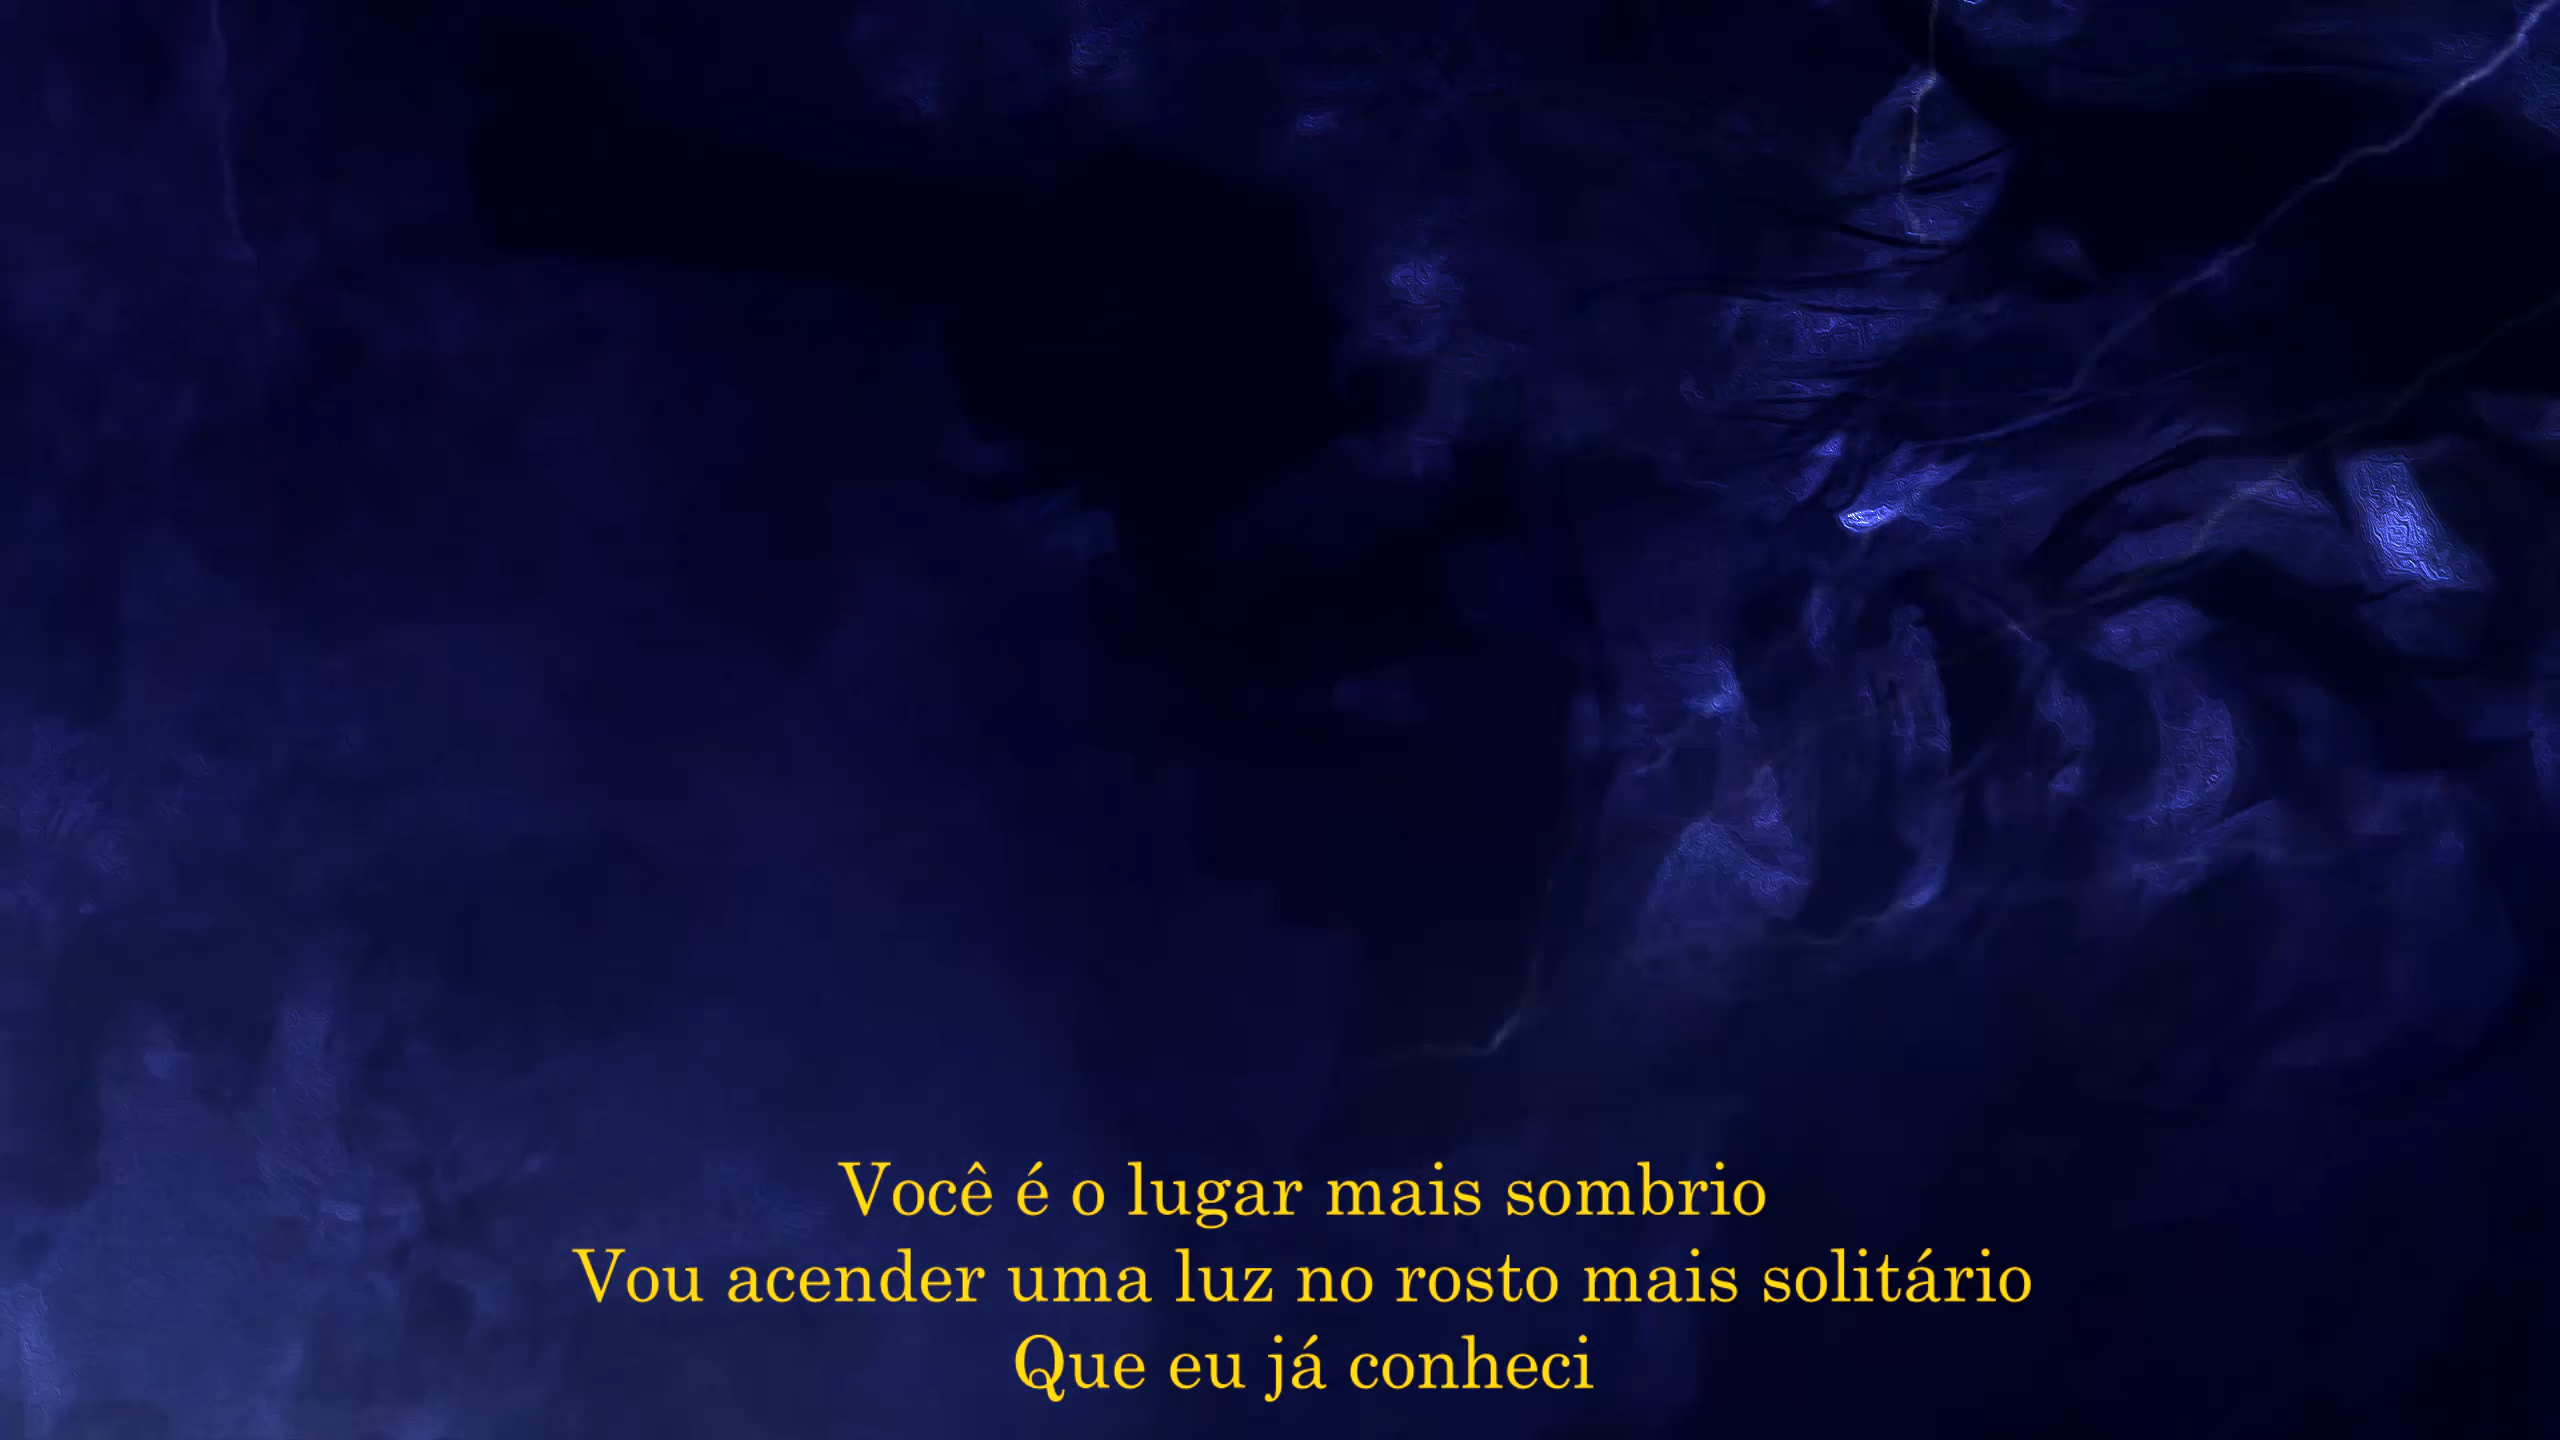 Você é o lugar mais sombrio
Vou acender uma luz no rosto mais solitário
Que eu já conheci